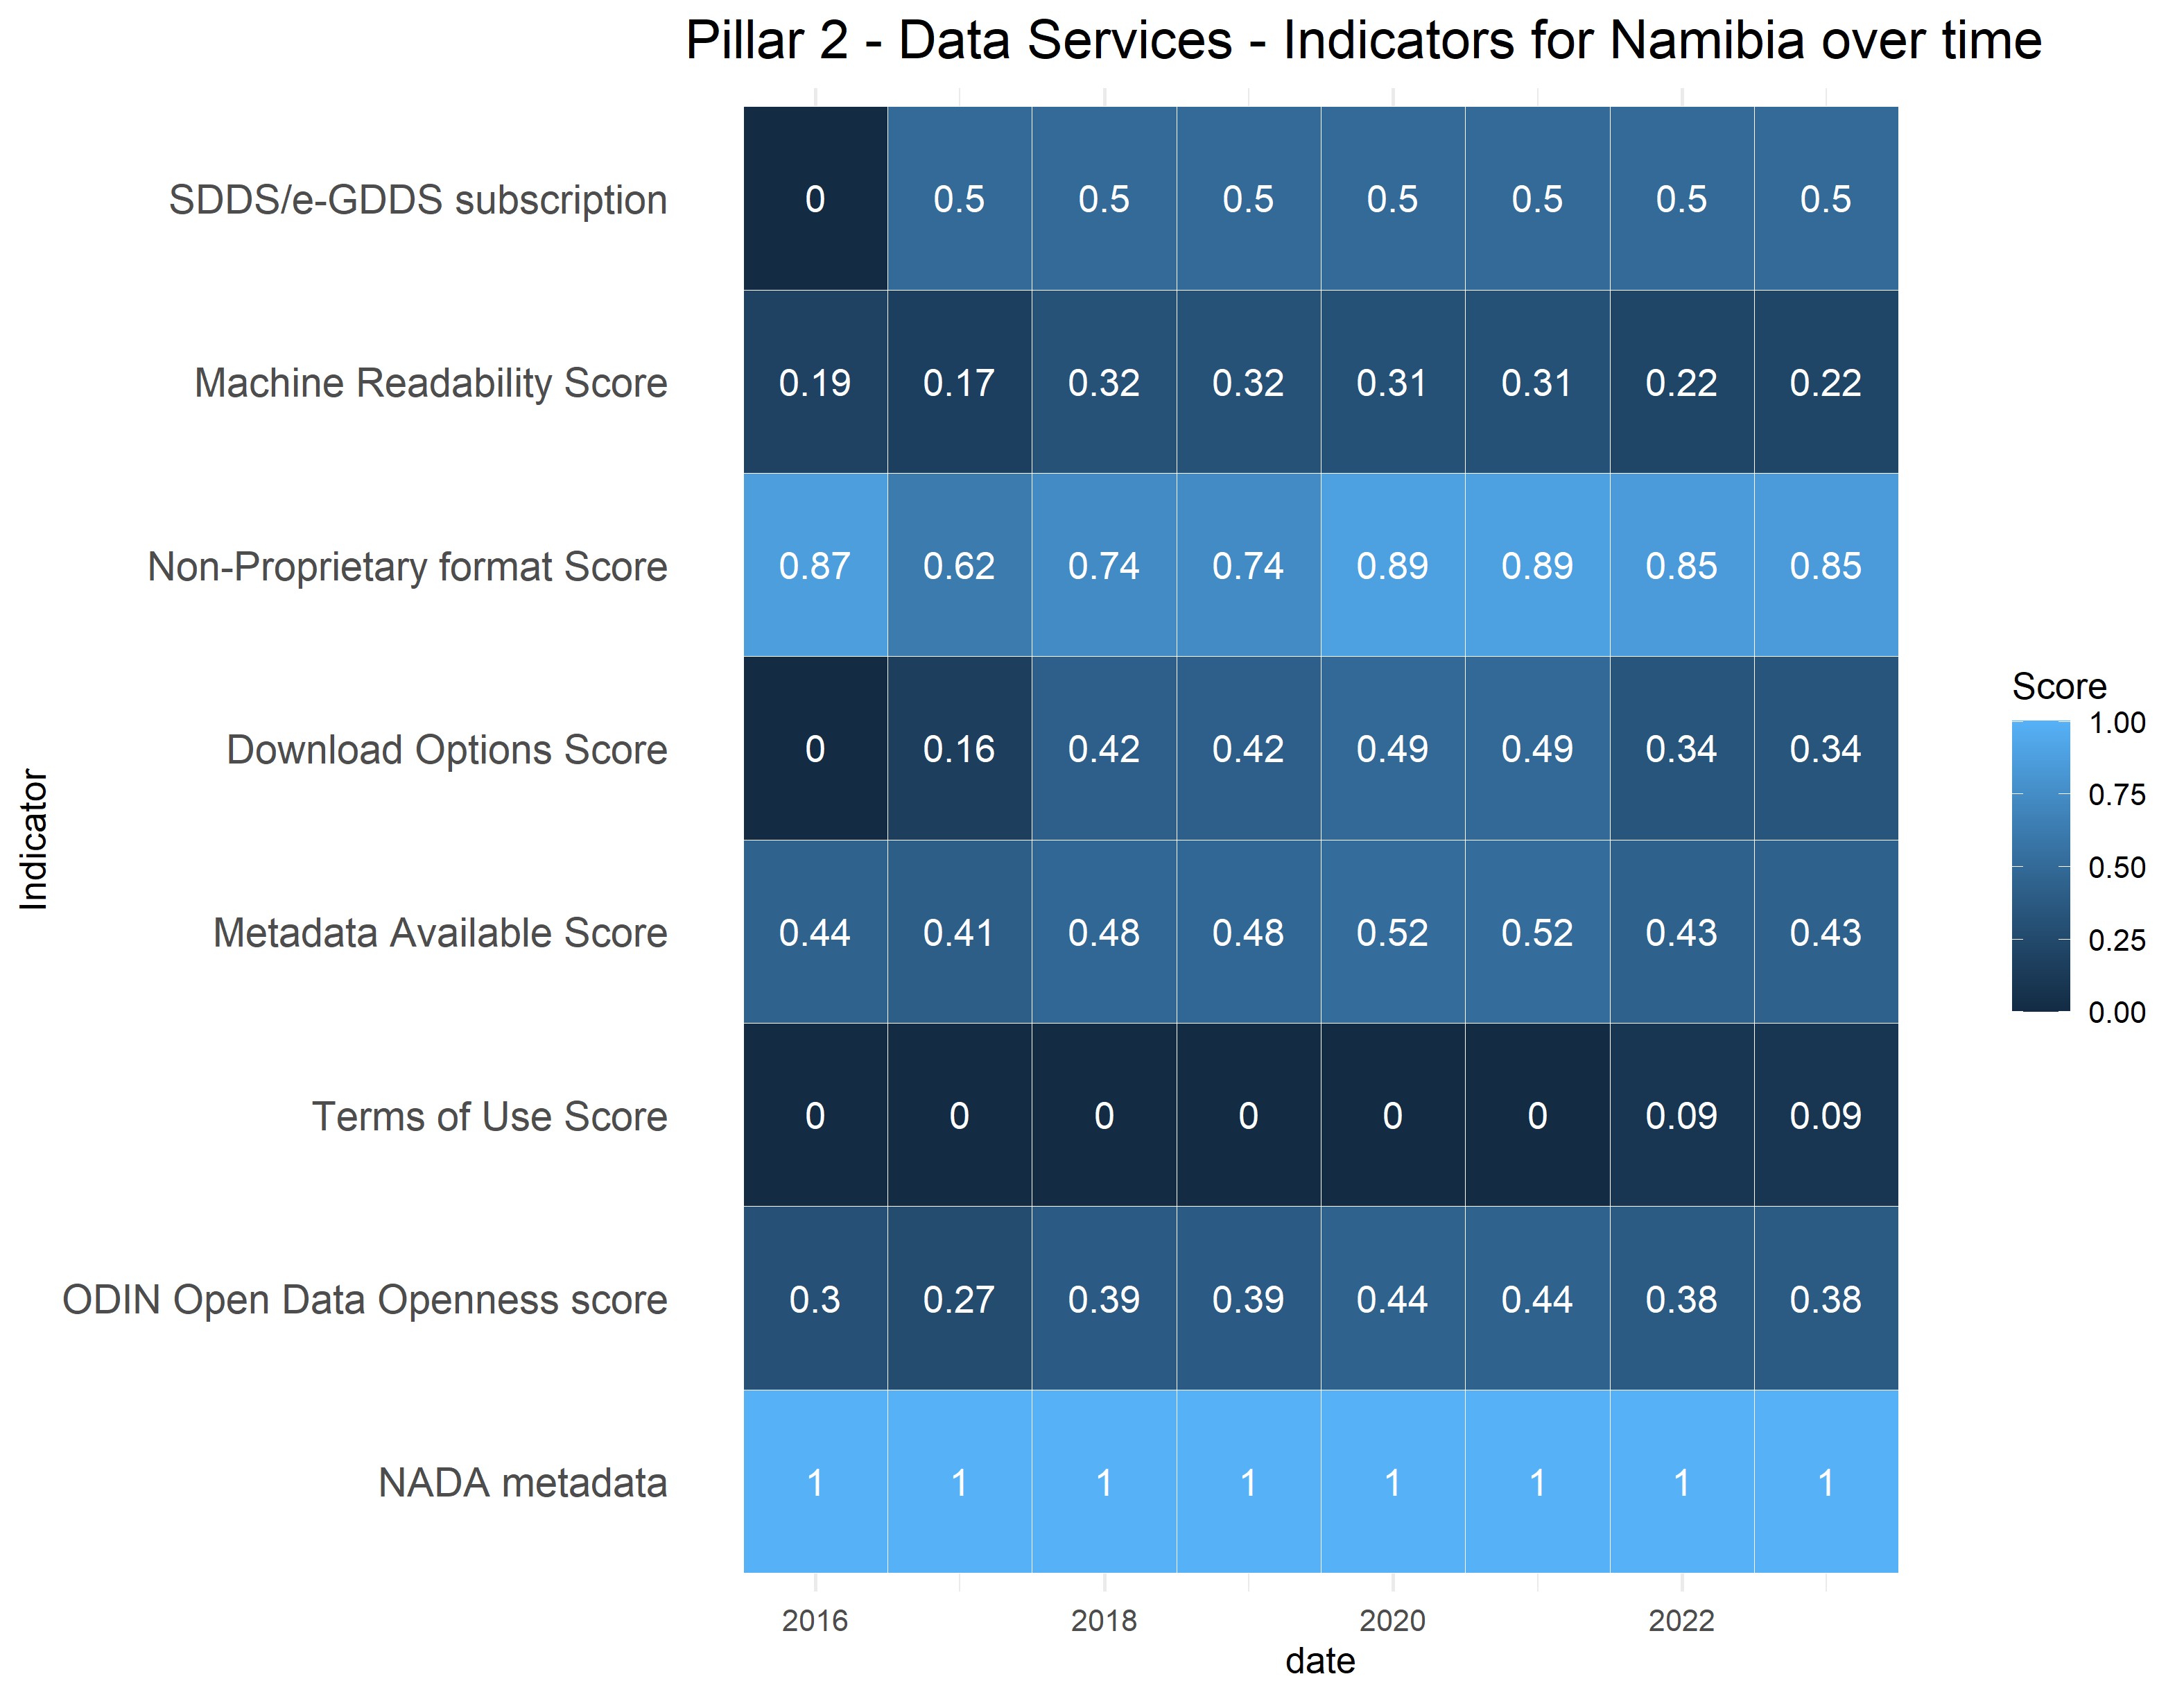 Pillar 2 - Data Services - Indicators for Namibia over time
SDDS/e-GDDS subscription 0 0.5 0.5 0.5 0.5 0.5 0.5 0.5
Machine Readability Score 0.19 0.17 0.32 0.32 0.31 0.31 0.22 0.22
Non-Proprietary format Score 0.87 0.62 0.74 0.74 0.89 0.89 0.85 0.85
Download Options Score 0 0.16 0.42 0.42 0.49 0.49 0.34 0.34
Metadata Available Score 0.44 0.41 0.48 0.48 0.52 0.52 0.43 0.43
Terms of Use Score 0 0 0 0 0 0 0.09 0.09
ODIN Open Data Openness score 0.3 0.27 0.39 0.39 0.44 0.44 0.38 0.38
NADA metadata 1 1 1 1 1 1 1 1
2016 2018 2020 2022
date
Indicator
Score
1.00
0.75
0.50
0.25
0.00